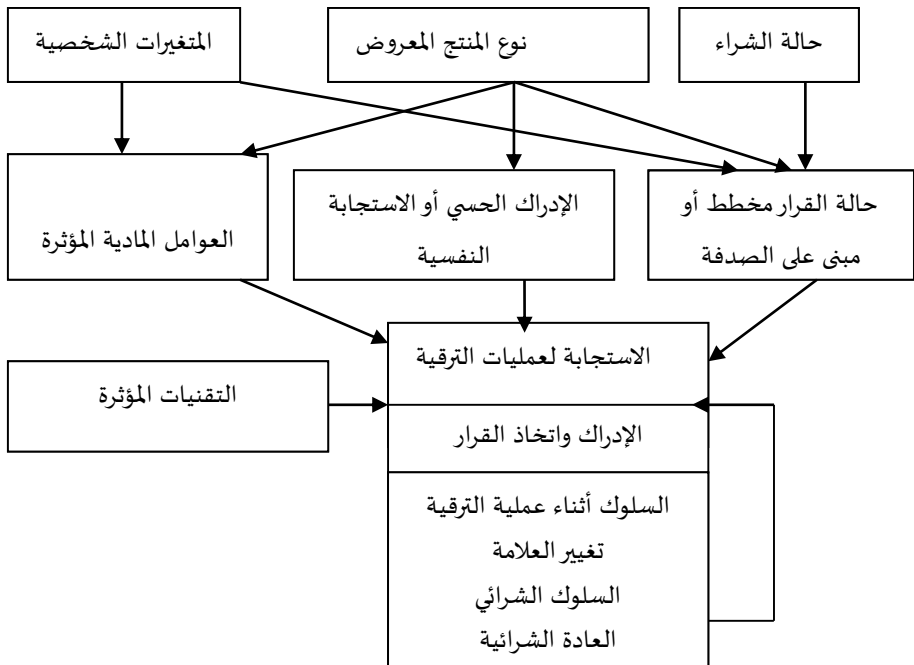 حالة الشراء
نوع المنتج المعروض
المتغيرات الشخصية
حالة القرار مخطط أو
مبنى على الصدفة
الإدراك الحسي أو الاستجابة
النفسية
العوامل المادية المؤثرة
الاستجابة لعمليات الترقية
التقنيات المؤثرة
الإدراك واتخاذ القرار
السلوك أثناء عملية الترقية
تغيير العلامة
السلوك الشرائي
العادة الشرائية